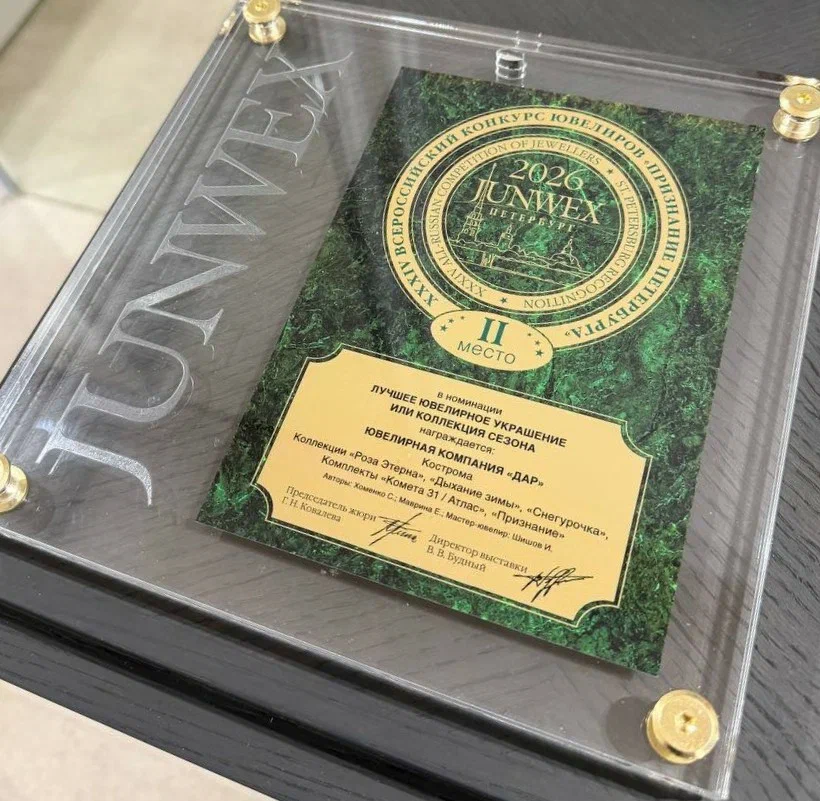 JUNWEX
XXXIV ВСЕРОССИЙСКИЙ КОНКУРС ЮВЕЛИРОВ «ПРИЗНАНИЕ ПЕТЕРБУРГА»
XXXIV ALL-RUSSIAN COMPETITION OF JEWELLERS ★ ST. PETERSBURG RECOGNITION ★
2026
JUNWEX
ПЕТЕРБУРГ
II
место
в номинации
ЛУЧШЕЕ ЮВЕЛИРНОЕ УКРАШЕНИЕ
ИЛИ КОЛЛЕКЦИЯ СЕЗОНА
награждается:
ЮВЕЛИРНАЯ КОМПАНИЯ «ДАР»
Кострома
Коллекции «Роза Этерна», «Дыхание зимы», «Снегурочка»,
Комплекты «Комета 31 / Атлас», «Признание»
Авторы: Хоменко С.; Маврина Е., Мастер-ювелир: Шишов И.
Председатель жюри
Г. Н. Ковалева
Директор выставки
В. В. Будный